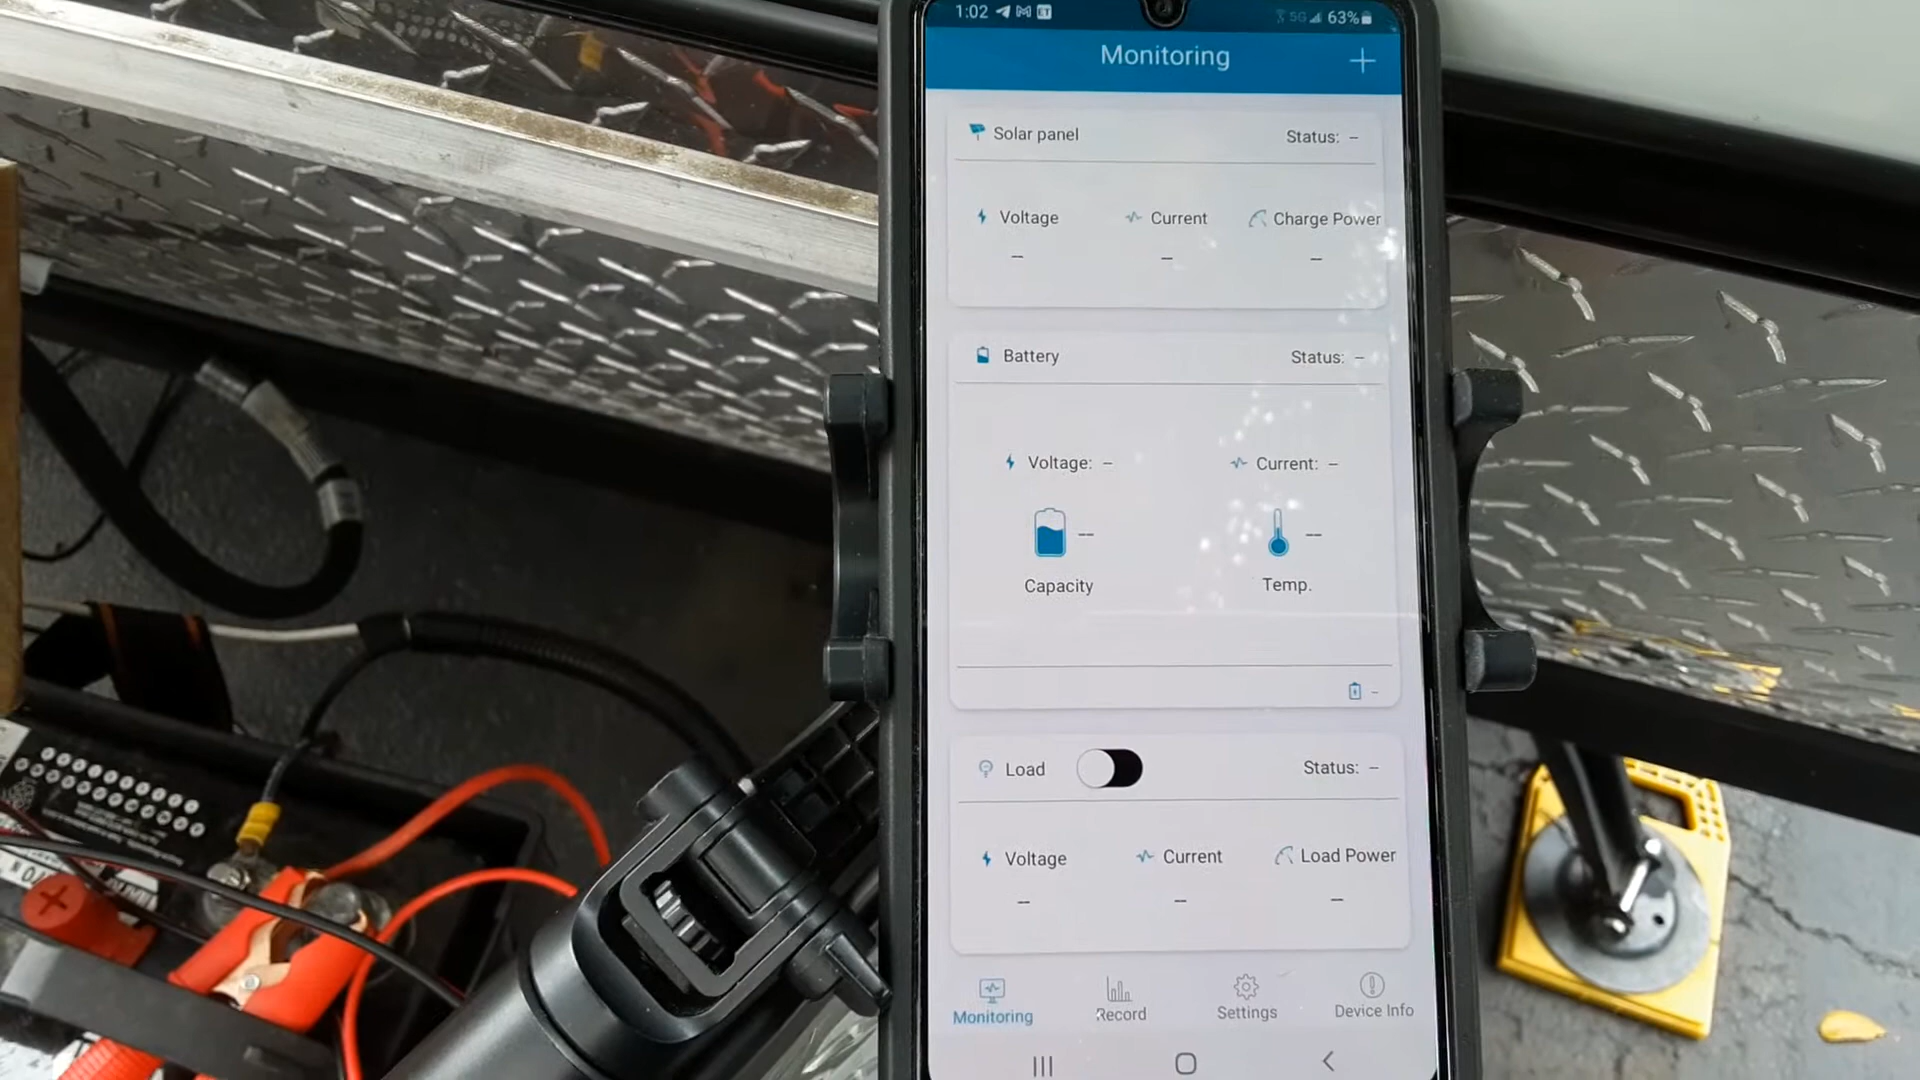 1:02 5G 63%
Monitoring +
Solar panel Status: –
Voltage Current Charge Power
– – –
Battery Status: –
Voltage: – Current: –
-- --
Capacity Temp.
-
Load Status: –
Voltage Current Load Power
– – –
Monitoring Record Settings Device Info